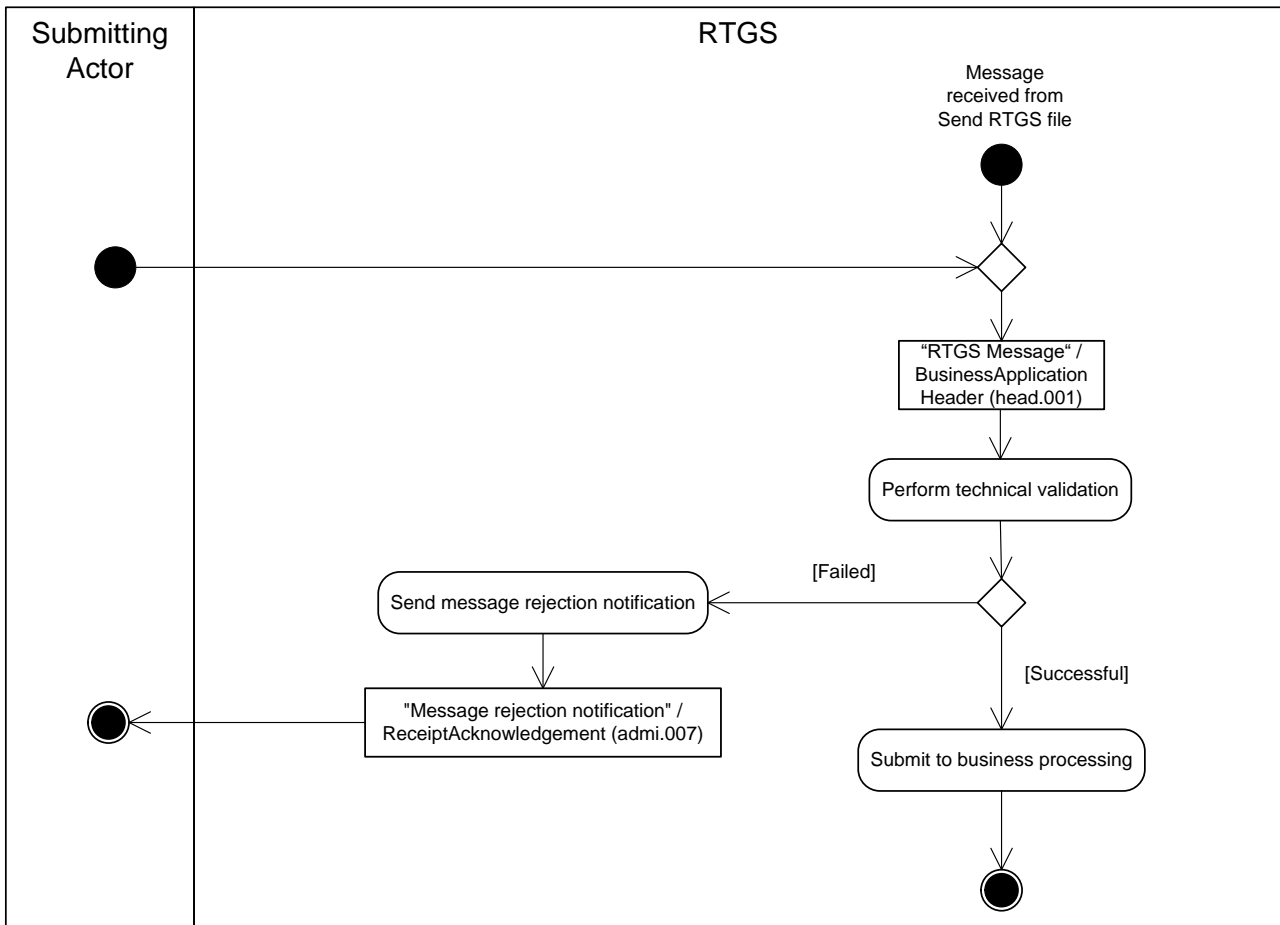 Submitting
Actor
RTGS
Message
received from
Send RTGS file
“RTGS Message“ /
BusinessApplication
Header (head.001)
Perform technical validation
[Failed]
Send message rejection notification
[Successful]
"Message rejection notification" /
ReceiptAcknowledgement (admi.007)
Submit to business processing